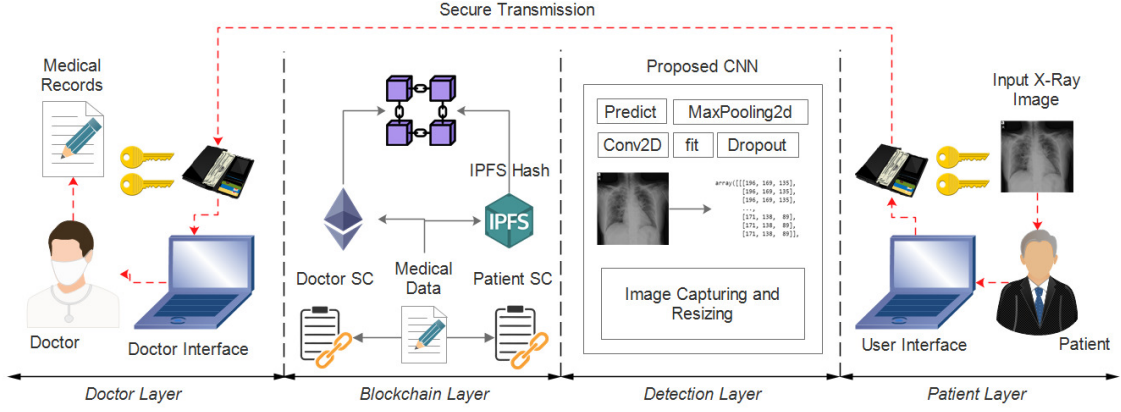 Secure Transmission
Medical
Records
Doctor
Doctor Interface
IPFS Hash
IPFS
Doctor SC
Medical
Data
Patient SC
Proposed CNN
Predict
MaxPooling2d
Conv2D
fit
Dropout
array([[[196, 169, 135],
[196, 169, 135],
[196, 169, 135],
...,
[171, 138, 89],
[171, 138, 89],
[171, 138, 89]],
Image Capturing and
Resizing
Input X-Ray
Image
User Interface
Patient
Doctor Layer
Blockchain Layer
Detection Layer
Patient Layer